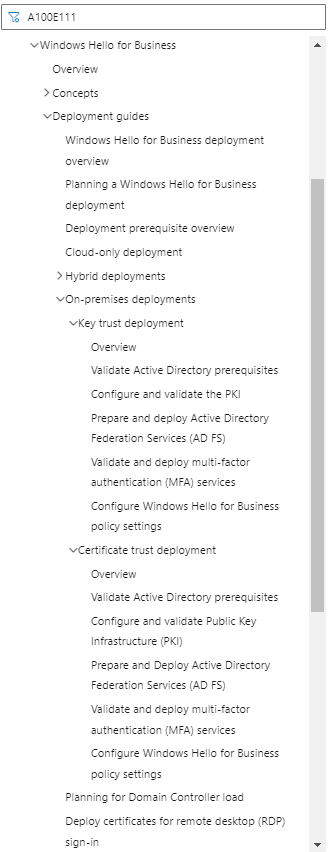 A100E111
Windows Hello for Business
Overview
Concepts
Deployment guides
Windows Hello for Business deployment
overview
Planning a Windows Hello for Business
deployment
Deployment prerequisite overview
Cloud-only deployment
Hybrid deployments
On-premises deployments
Key trust deployment
Overview
Validate Active Directory prerequisites
Configure and validate the PKI
Prepare and deploy Active Directory
Federation Services (AD FS)
Validate and deploy multi-factor
authentication (MFA) services
Configure Windows Hello for Business
policy settings
Certificate trust deployment
Overview
Validate Active Directory prerequisites
Configure and validate Public Key
Infrastructure (PKI)
Prepare and Deploy Active Directory
Federation Services (AD FS)
Validate and deploy multi-factor
authentication (MFA) services
Configure Windows Hello for Business
policy settings
Planning for Domain Controller load
Deploy certificates for remote desktop (RDP)
sign-in